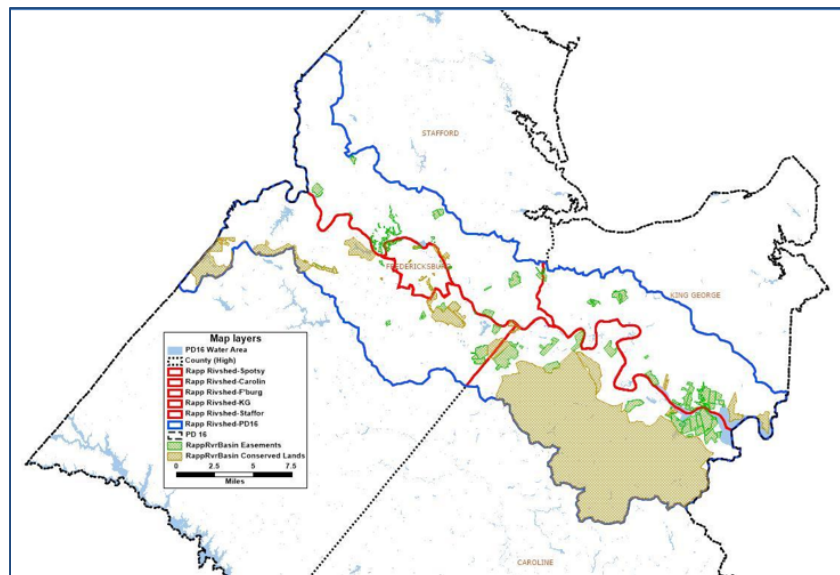 STAFFORD
FREDERICKSBURG
KING GEORGE
Map layers
PD16 Water Area
County (High)
Rapp Rivshed-Spotsy
Rapp Rivshed-Carolin
Rapp Rivshed-F'burg
Rapp Rivshed-KG
Rapp Rivshed-Staffor
Rapp Rivshed-PD16
PD 16
RappRvrBasin Easements
RappRvrBasin Conserved Lands
0 2.5 5 7.5
Miles
CAROLINE